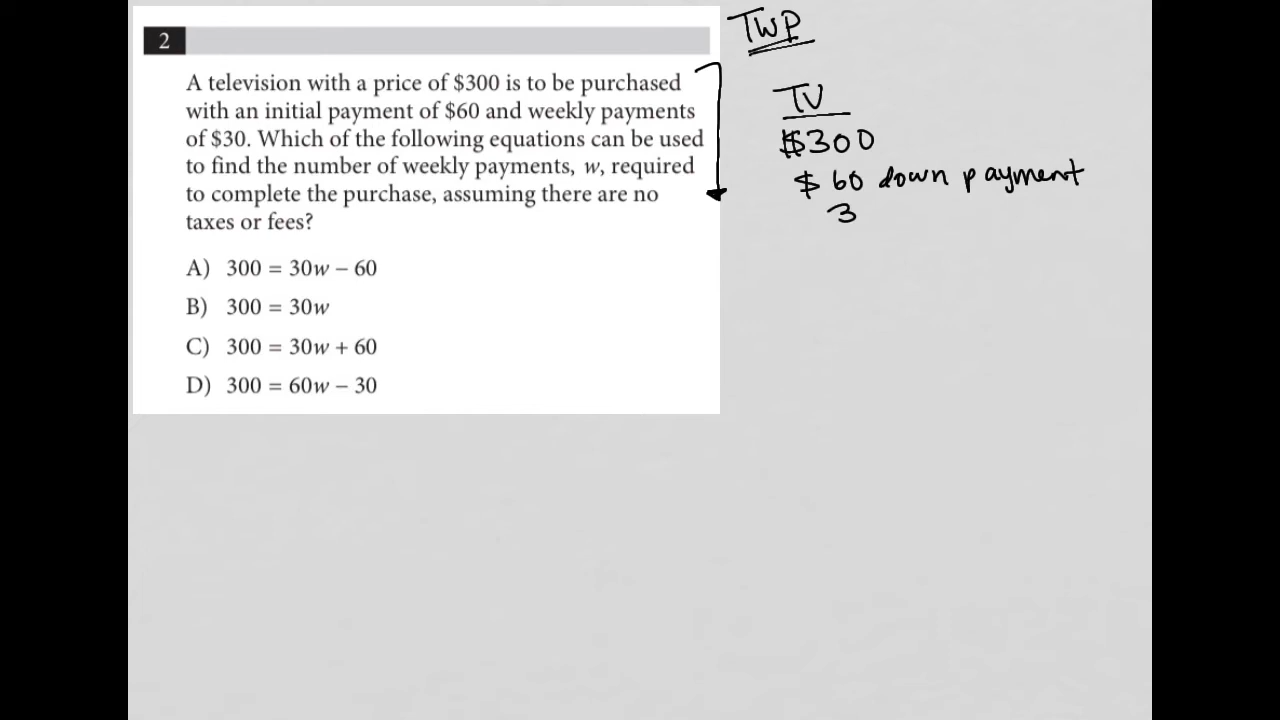 2
A television with a price of $300 is to be purchased
with an initial payment of $60 and weekly payments
of $30. Which of the following equations can be used
to find the number of weekly payments, w, required
to complete the purchase, assuming there are no
taxes or fees?
A) 300 = 30w − 60
B) 300 = 30w
C) 300 = 30w + 60
D) 300 = 60w − 30
TWP
TV
$300
$ 60 down payment
3